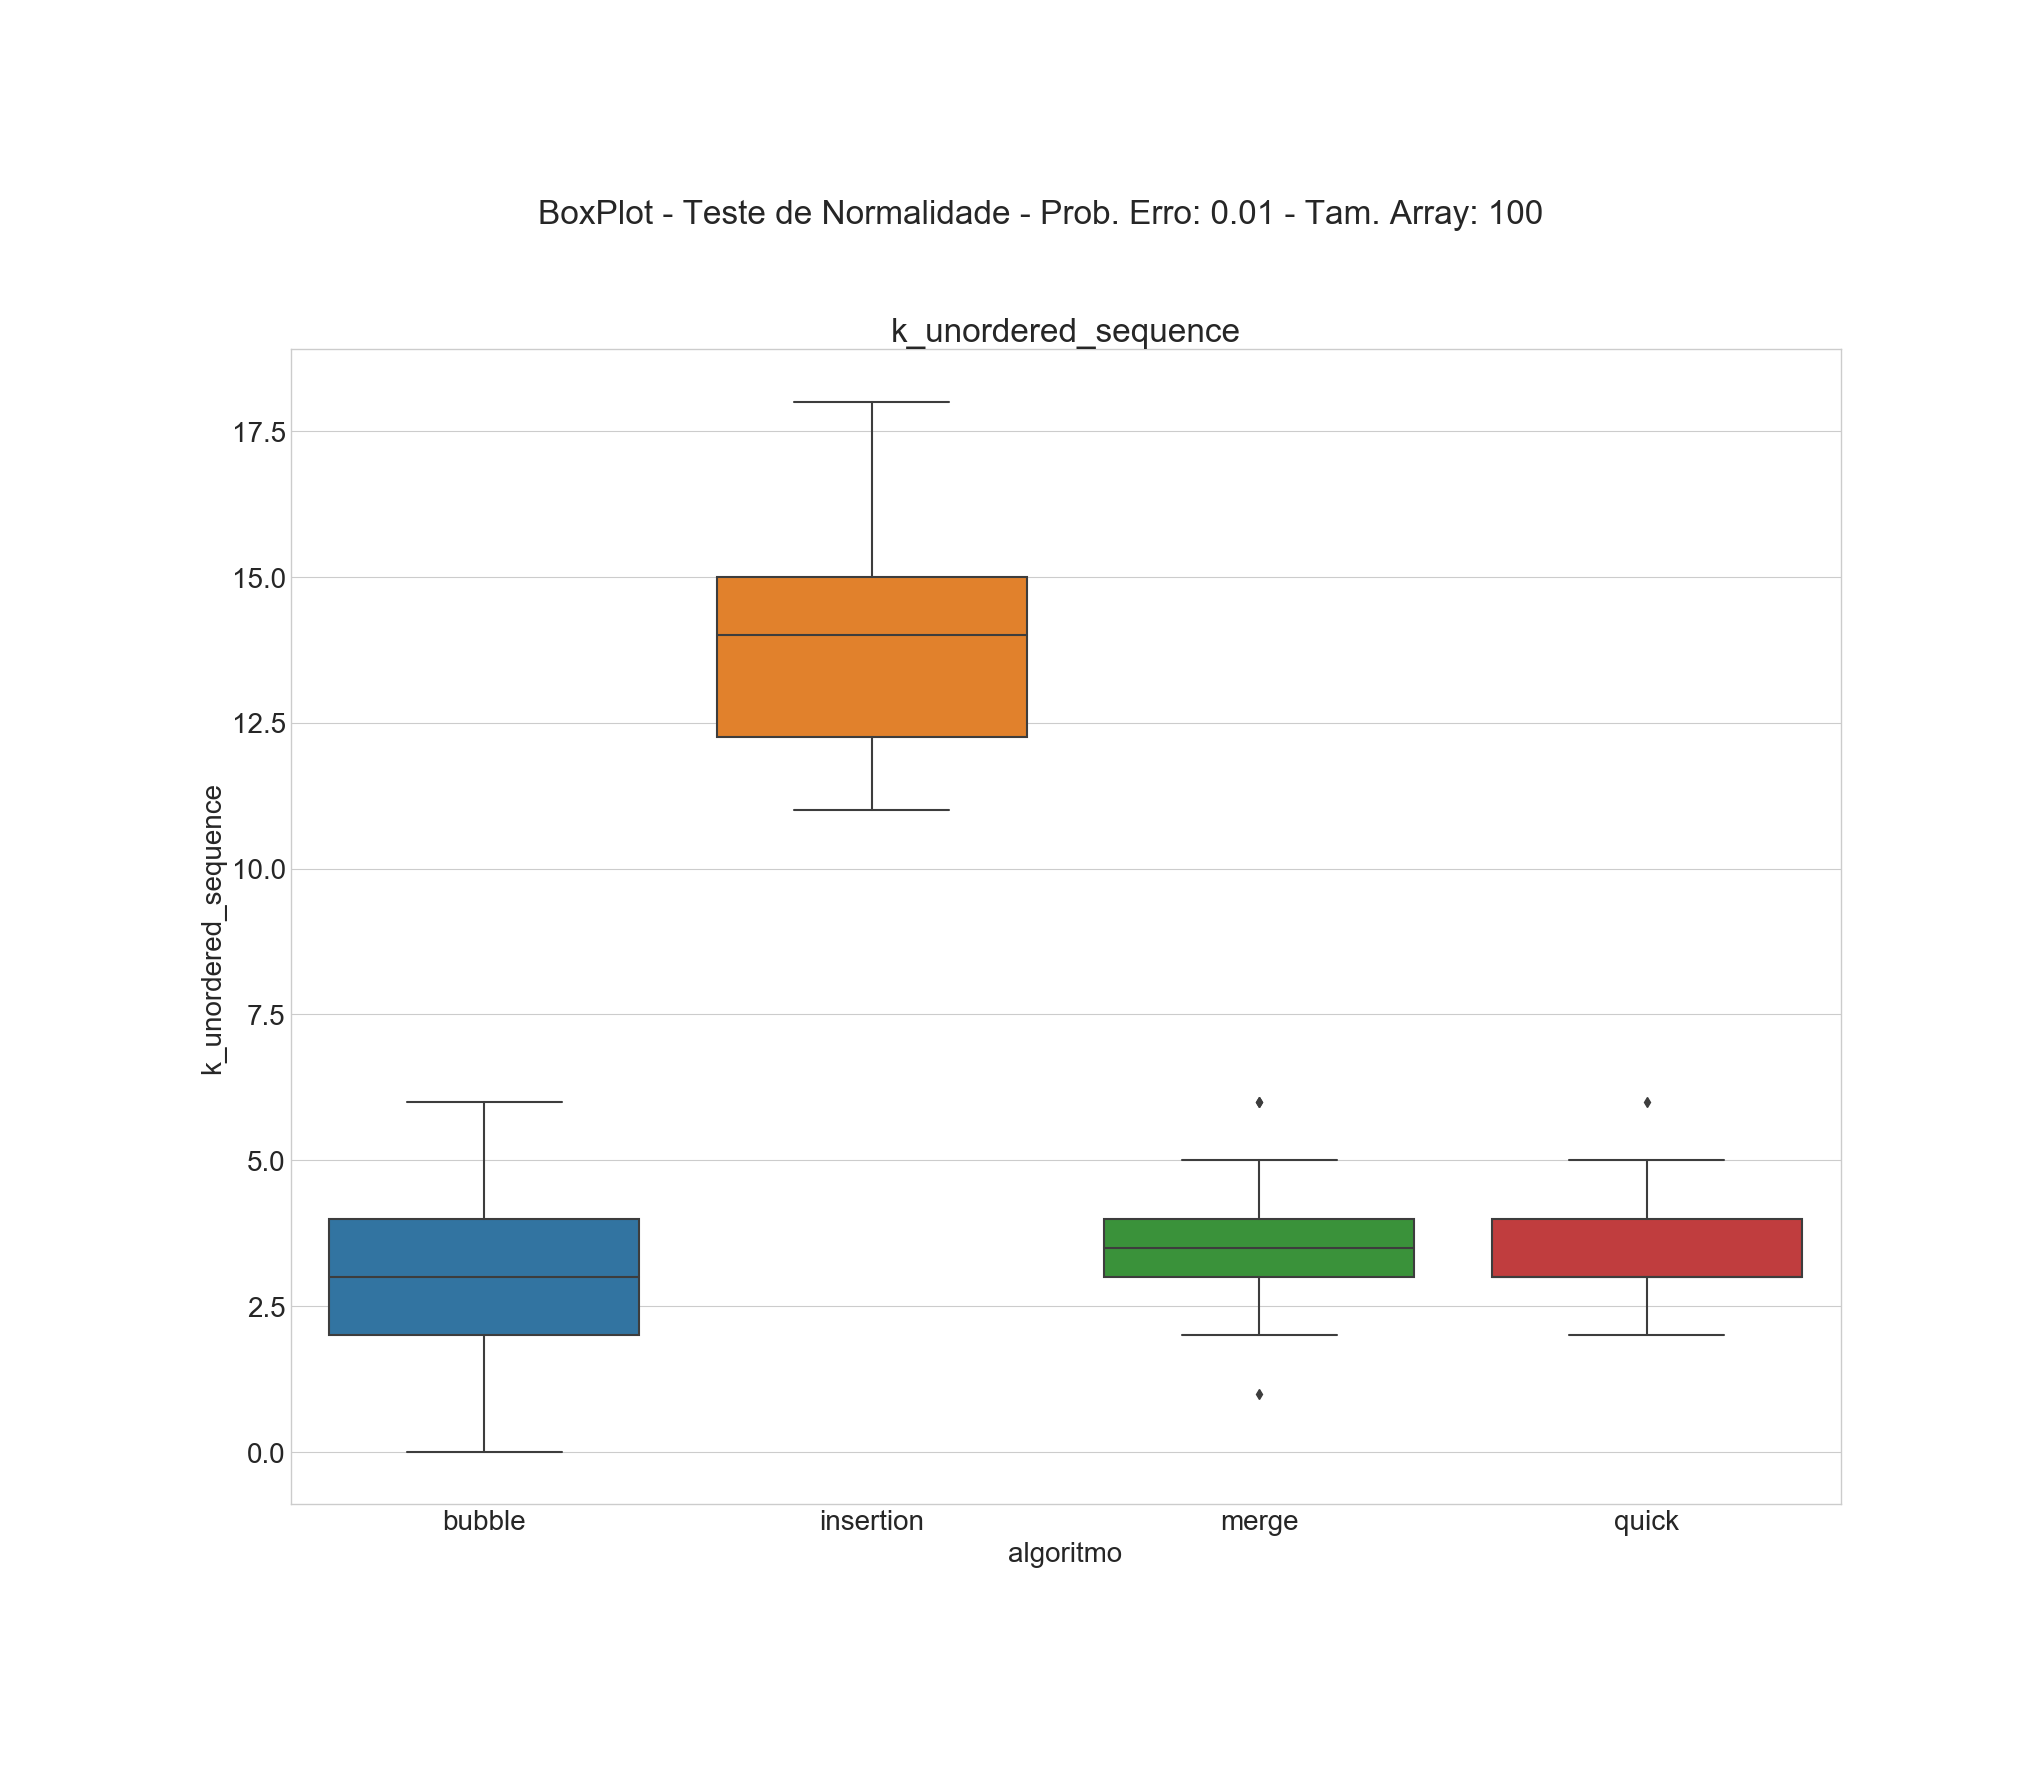 BoxPlot - Teste de Normalidade - Prob. Erro: 0.01 - Tam. Array: 100
k_unordered_sequence
17.5
15.0
12.5
10.0
7.5
5.0
2.5
0.0
k_unordered_sequence
bubble insertion merge quick
algoritmo